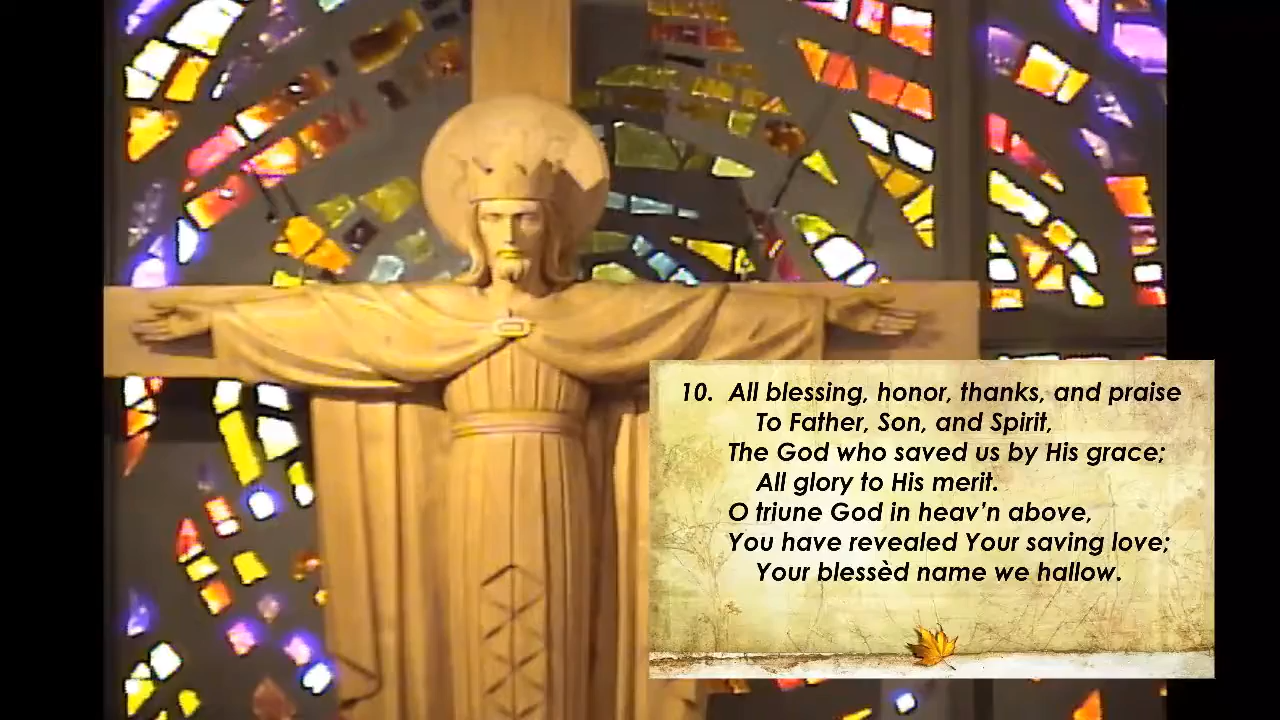 10. All blessing, honor, thanks, and praise
To Father, Son, and Spirit,
The God who saved us by His grace;
All glory to His merit.
O triune God in heav’n above,
You have revealed Your saving love;
Your blessèd name we hallow.